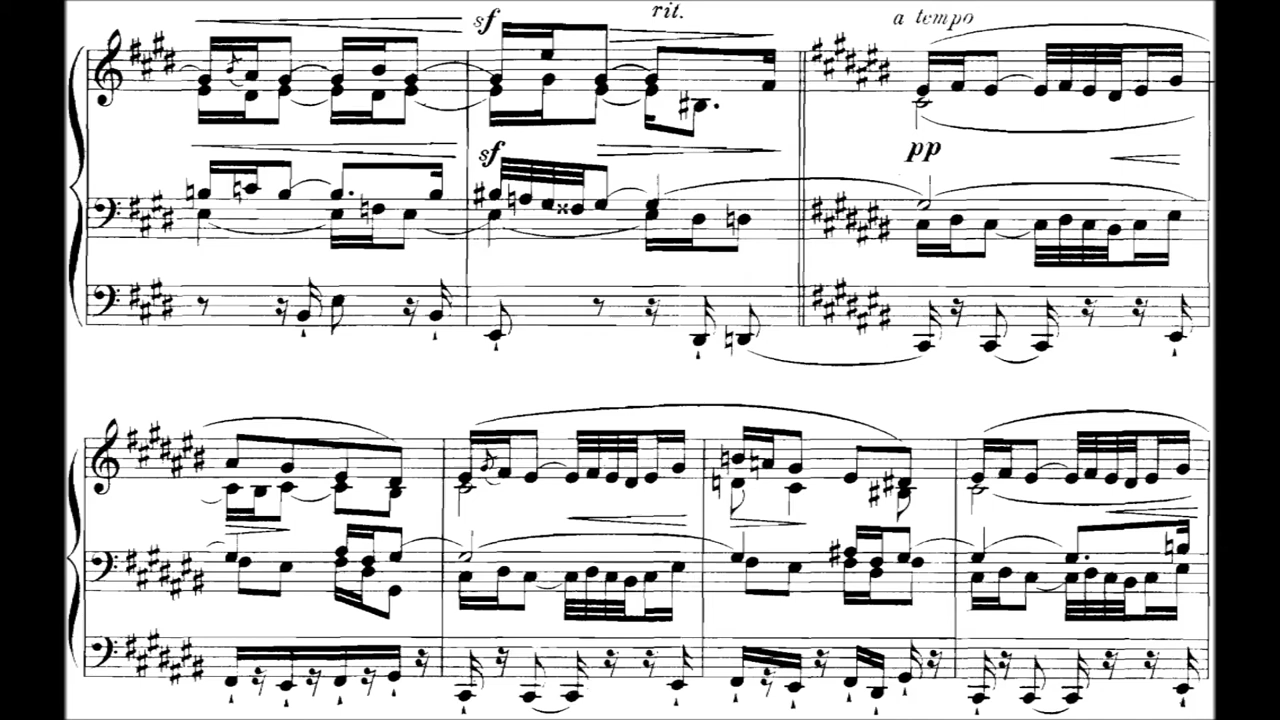 sf
rit.
a tempo
sf
pp